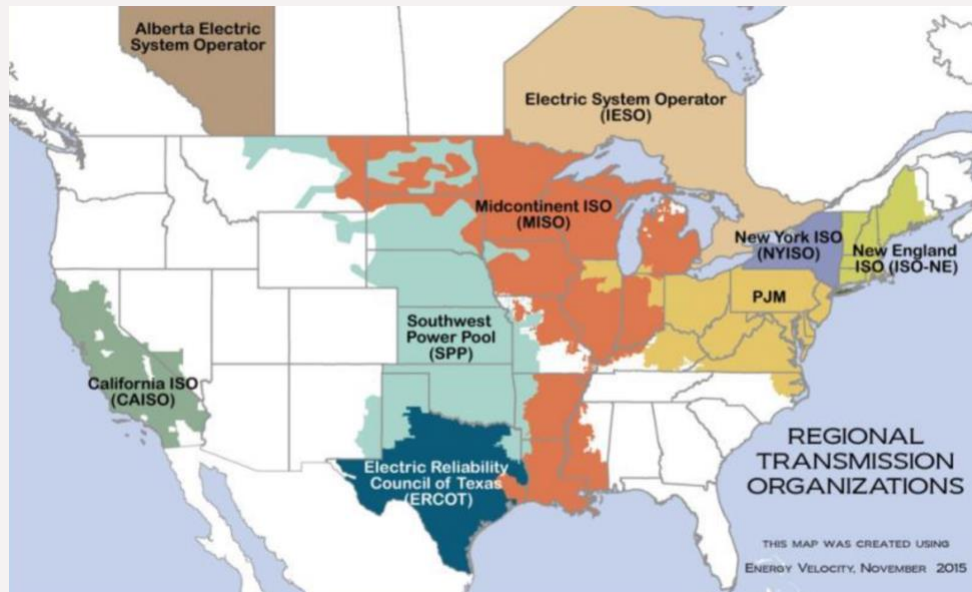 Alberta Electric
System Operator
Electric System Operator
(IESO)
Midcontinent ISO
(MISO)
New York ISO
(NYISO)
New England
ISO (ISO-NE)
PJM
Southwest
Power Pool
(SPP)
California ISO
(CAISO)
Electric Reliability
Council of Texas
(ERCOT)
REGIONAL
TRANSMISSION
ORGANIZATIONS
THIS MAP WAS CREATED USING
ENERGY VELOCITY, NOVEMBER 2015